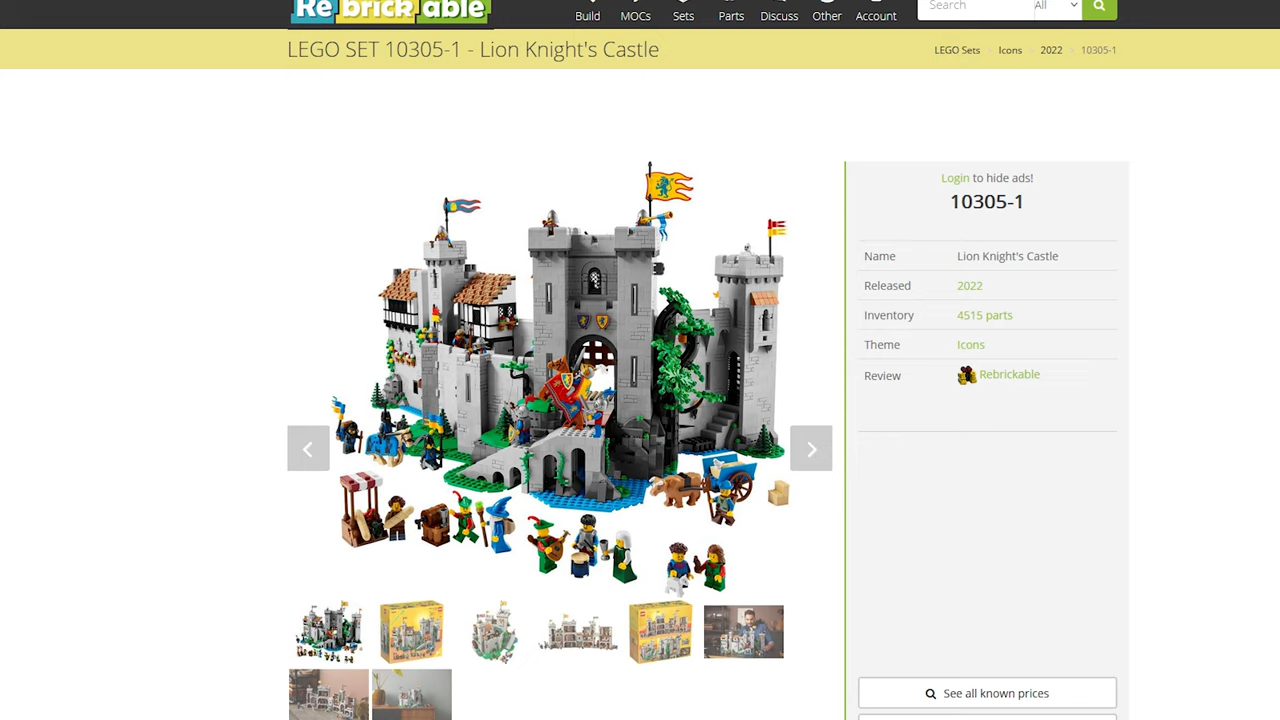 Rebrickable
Build MOCs Sets Parts Discuss Other Account
Search All
LEGO SET 10305-1 - Lion Knight's Castle
LEGO Sets Icons 2022 10305-1
Login to hide ads!
10305-1
Name Lion Knight's Castle
Released 2022
Inventory 4515 parts
Theme Icons
Review Rebrickable
See all known prices